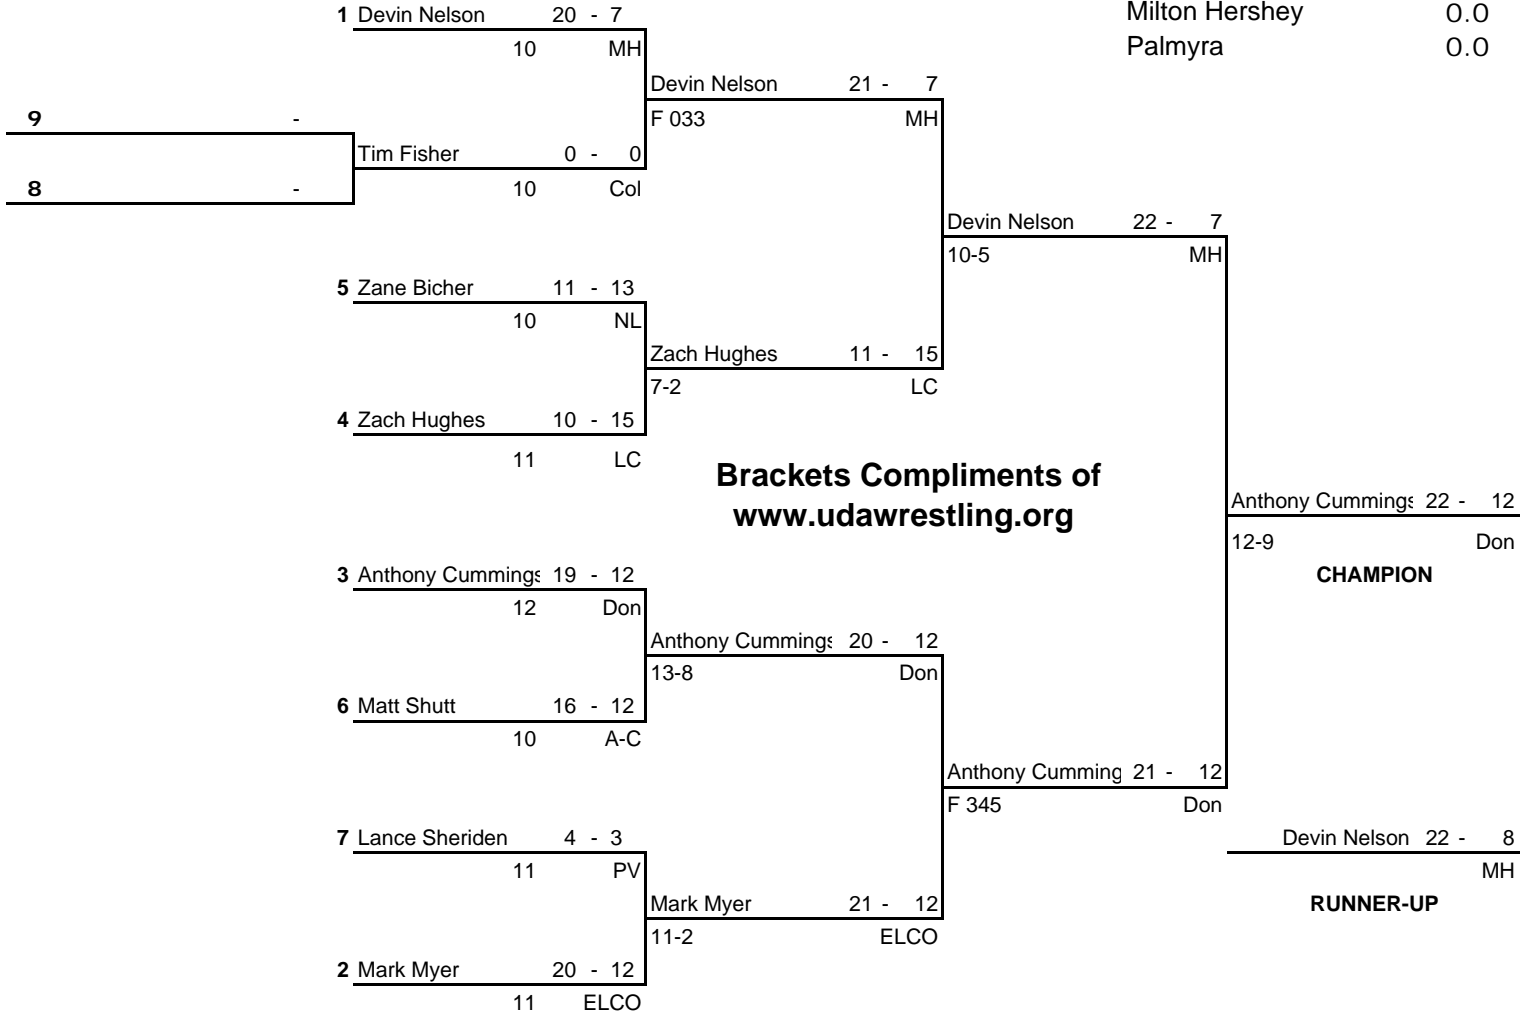 1 Devin Nelson 20 - 7
Milton Hershey 0.0
10 MH
Palmyra 0.0
Devin Nelson 21 - 7
9 -
F 033 MH
Tim Fisher 0 - 0
8 -
10 Col
Devin Nelson 22 - 7
10-5 MH
5 Zane Bicher 11 - 13
10 NL
Zach Hughes 11 - 15
7-2 LC
4 Zach Hughes 10 - 15
11 LC
Brackets Compliments of
www.udawrestling.org
Anthony Cummings 22 - 12
12-9 Don
CHAMPION
3 Anthony Cummings 19 - 12
12 Don
Anthony Cummings 20 - 12
13-8 Don
6 Matt Shutt 16 - 12
10 A-C
Anthony Cumming 21 - 12
F 345 Don
7 Lance Sheriden 4 - 3
11 PV
Devin Nelson 22 - 8
MH
RUNNER-UP
Mark Myer 21 - 12
11-2 ELCO
2 Mark Myer 20 - 12
11 ELCO